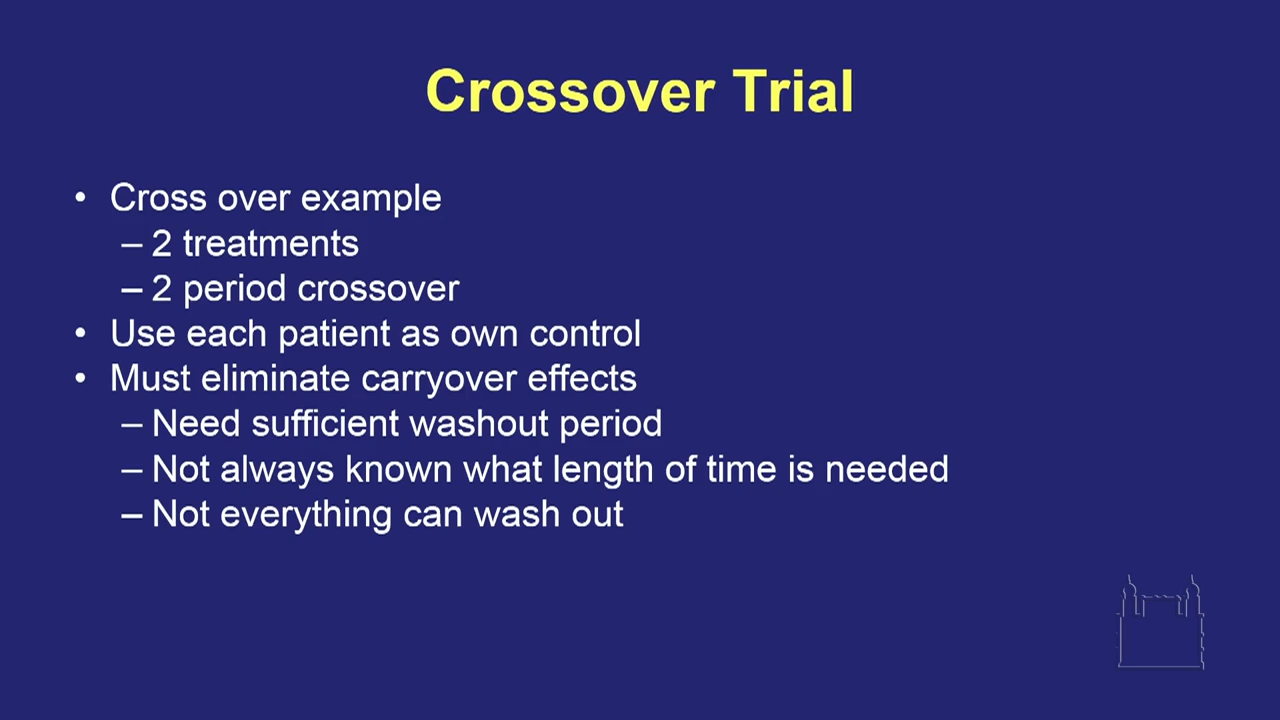 Crossover Trial
• Cross over example
– 2 treatments
– 2 period crossover
• Use each patient as own control
• Must eliminate carryover effects
– Need sufficient washout period
– Not always known what length of time is needed
– Not everything can wash out